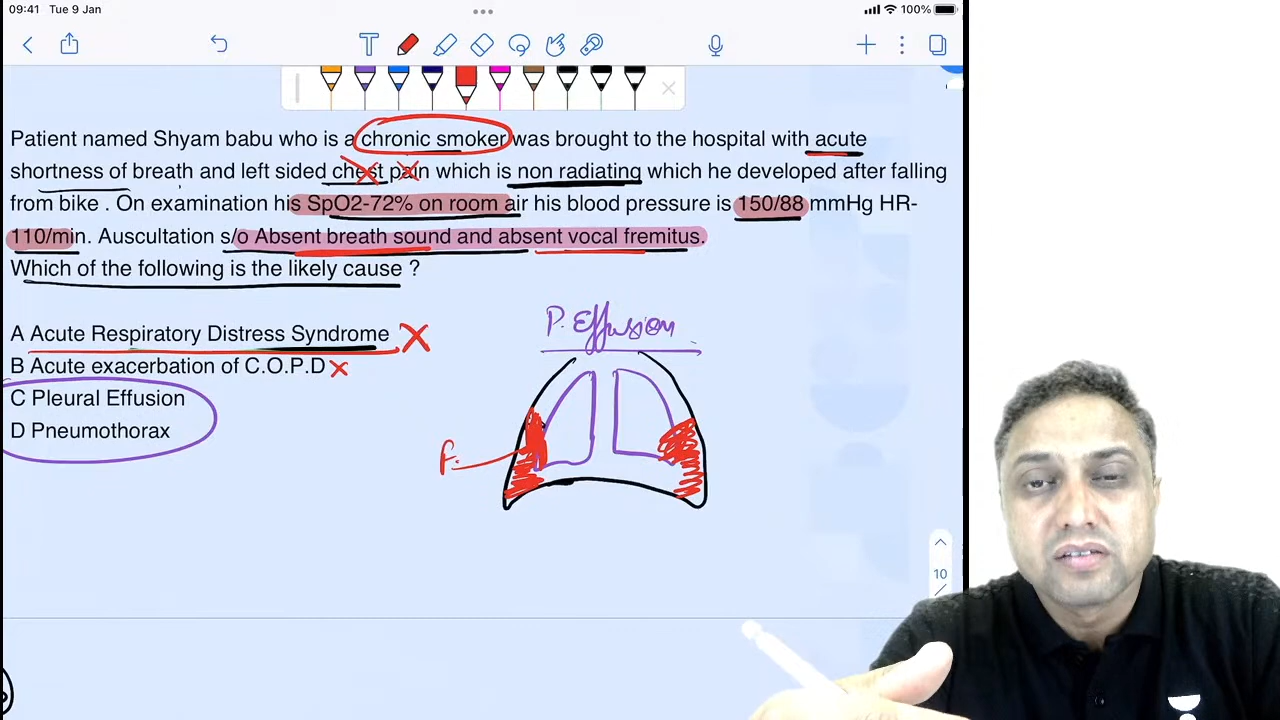 09:41 Tue 9 Jan
100%
T
Patient named Shyam babu who is a chronic smoker was brought to the hospital with acute
shortness of breath and left sided chest pain which is non radiating which he developed after falling
from bike . On examination his SpO2-72% on room air his blood pressure is 150/88 mmHg HR-
110/min. Auscultation s/o Absent breath sound and absent vocal fremitus.
Which of the following is the likely cause ?
P. Effusion
A Acute Respiratory Distress Syndrome
B Acute exacerbation of C.O.P.D
C Pleural Effusion
D Pneumothorax
F.
10